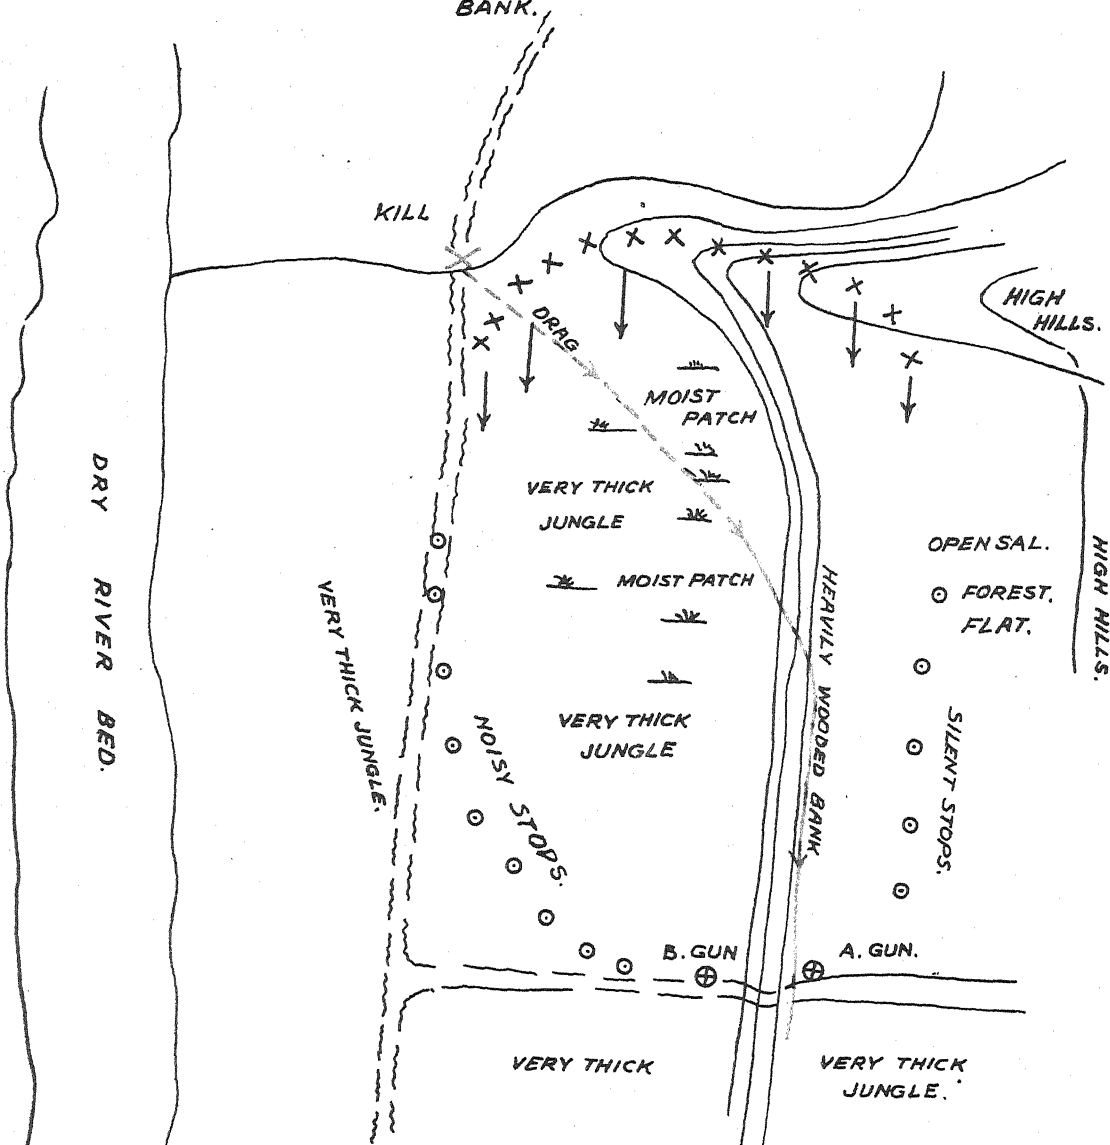 BANK.
KILL
HIGH
HILLS.
DRAG
MOIST
PATCH
VERY THICK
JUNGLE
MOIST PATCH
OPEN SAL.
FOREST.
FLAT.
HIGH HILLS.
DRY RIVER BED.
VERY THICK JUNGLE.
HEAVILY WOODED BANK
NOISY STOPS.
VERY THICK
JUNGLE
SILENT STOPS.
B. GUN
A. GUN.
VERY THICK
VERY THICK
JUNGLE.